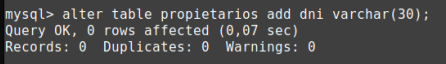 mysql> alter table propietarios add dni varchar(30);
Query OK, 0 rows affected (0,07 sec)
Records: 0  Duplicates: 0  Warnings: 0